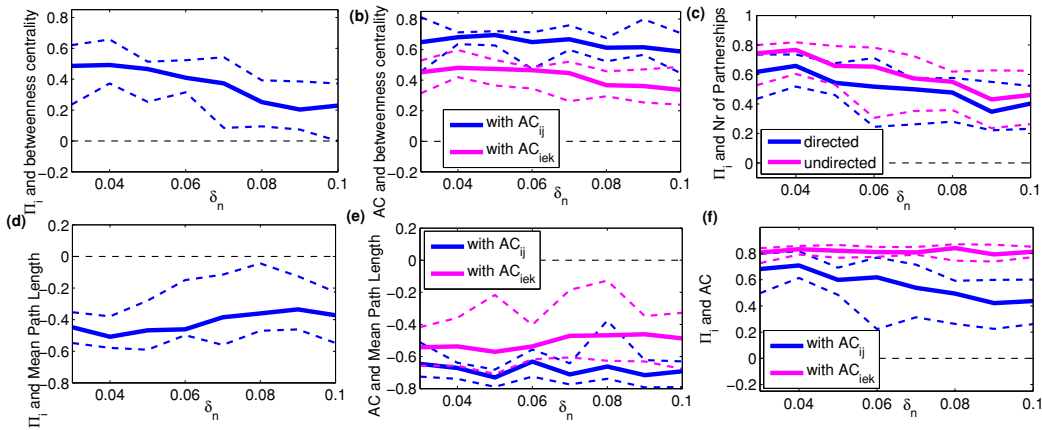 (a)
Π_i and betweenness centrality
0.8
0.6
0.4
0.2
0
−0.2
0.04
0.06
0.08
0.1
δ_n
(b)
AC and betweenness centrality
0.8
0.6
0.4
0.2
0
−0.2
with AC_ij
with AC_iek
0.04
0.06
0.08
0.1
δ_n
(c)
Π_i and Nr of Partnerships
1
0.8
0.6
0.4
0.2
0
directed
undirected
0.04
0.06
0.08
0.1
δ_n
(d)
Π_i and Mean Path Length
0.2
0
−0.2
−0.4
−0.6
−0.8
0.04
0.06
0.08
0.1
δ_n
(e)
AC and Mean Path Length
0.2
0
−0.2
−0.4
−0.6
−0.8
with AC_ij
with AC_iek
0.04
0.06
0.08
0.1
δ_n
(f)
Π_i and AC
1
0.8
0.6
0.4
0.2
0
−0.2
with AC_ij
with AC_iek
0.04
0.06
0.08
0.1
δ_n